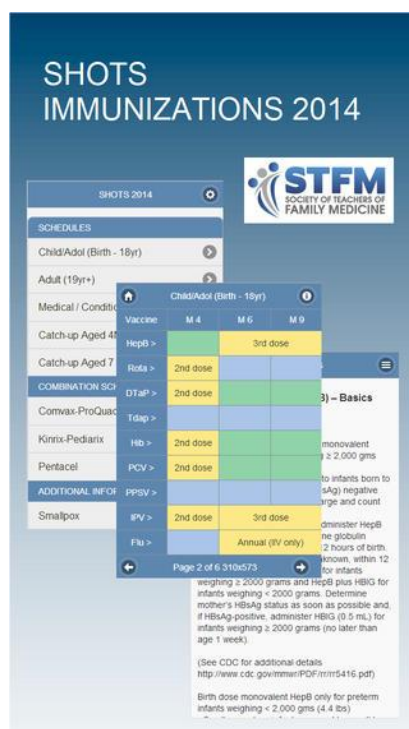 SHOTS
IMMUNIZATIONS 2014
STFM
SOCIETY OF TEACHERS OF
FAMILY MEDICINE
SHOTS 2014
SCHEDULES
Child/Adol (Birth - 18yr)
Adult (19yr+)
Medical / Conditic
Catch-up Aged 4M
Catch-up Aged 7
COMBINATION SCH
Comvax-ProQuad
Kinrix-Pediarix
Pentacel
ADDITIONAL INFOR
Smallpox
Child/Adol (Birth - 18yr)
Vaccine M 4 M 6 M 9
HepB > 3rd dose
Rota > 2nd dose
DTaP > 2nd dose
Tdap >
Hib > 2nd dose
PCV > 2nd dose
PPSV >
IPV > 2nd dose 3rd dose
Flu > Annual (IIV only)
Page 2 of 6 310x573
) – Basics
monovalent
≥ 2,000 gms
to infants born to
sAg) negative
arge and count
dminister HepB
ne globulin
2 hours of birth.
known, within 12
for infants
weighing ≥ 2000 grams and HepB plus HBIG for
infants weighing < 2000 grams. Determine
mother's HBsAg status as soon as possible and,
if HBsAg-positive, administer HBIG (0.5 mL) for
infants weighing ≥ 2000 grams (no later than
age 1 week).
(See CDC for additional details
http://www.cdc.gov/mmwr/PDF/rr/rr5416.pdf)
Birth dose monovalent HepB only for preterm
infants weighing < 2,000 gms (4.4 lbs)